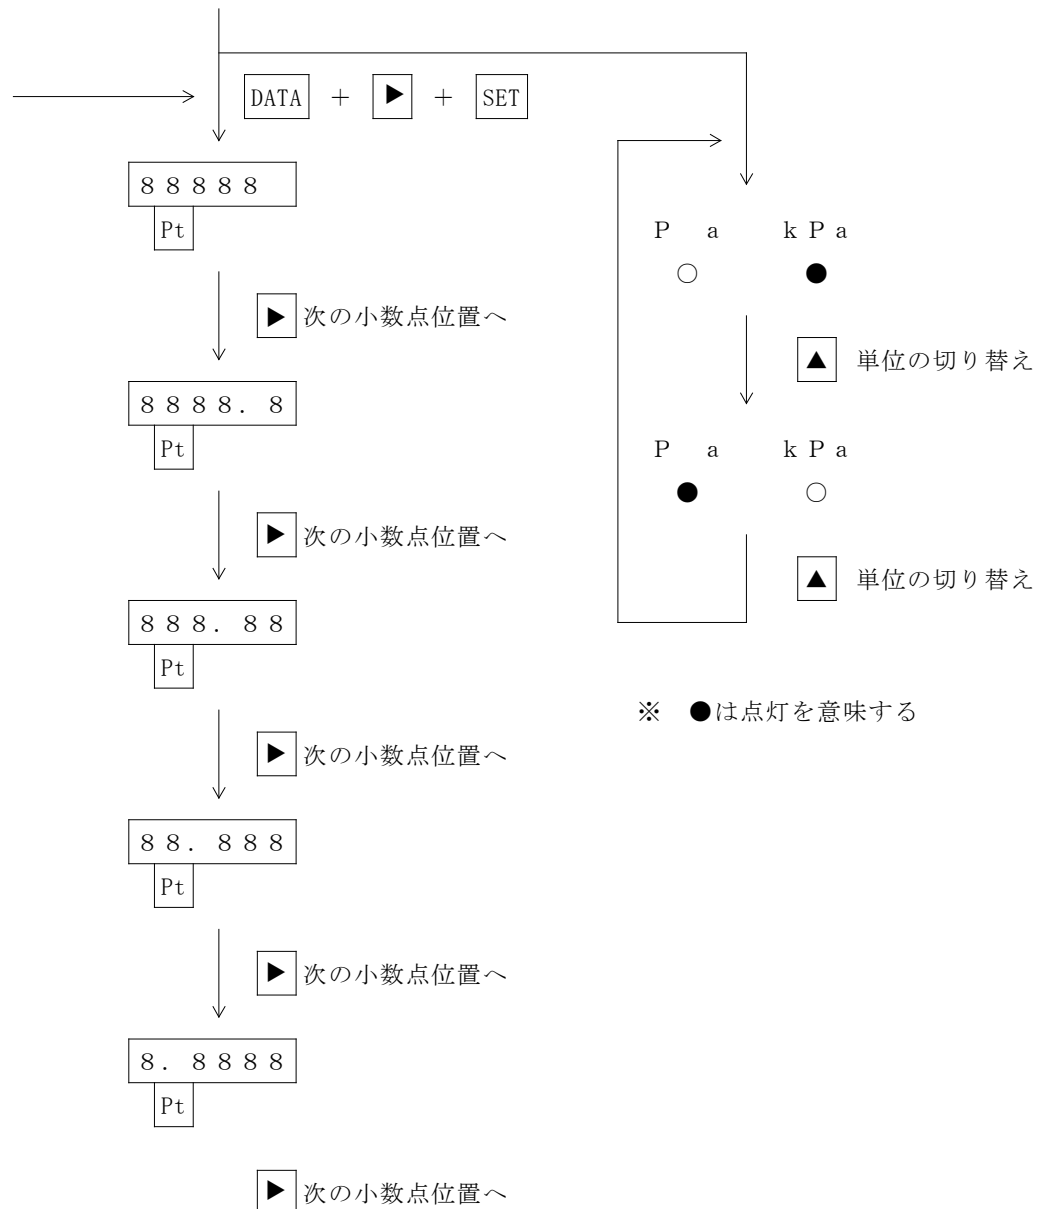 DATA + ▶ + SET
８８８８８
Pt
Ｐ ａ ｋＰａ
○ ●
▶ 次の小数点位置へ
▲ 単位の切り替え
８８８８．８
Pt
Ｐ ａ ｋＰａ
● ○
▶ 次の小数点位置へ
▲ 単位の切り替え
８８８．８８
Pt
※ ●は点灯を意味する
▶ 次の小数点位置へ
８８．８８８
Pt
▶ 次の小数点位置へ
８．８８８８
Pt
▶ 次の小数点位置へ